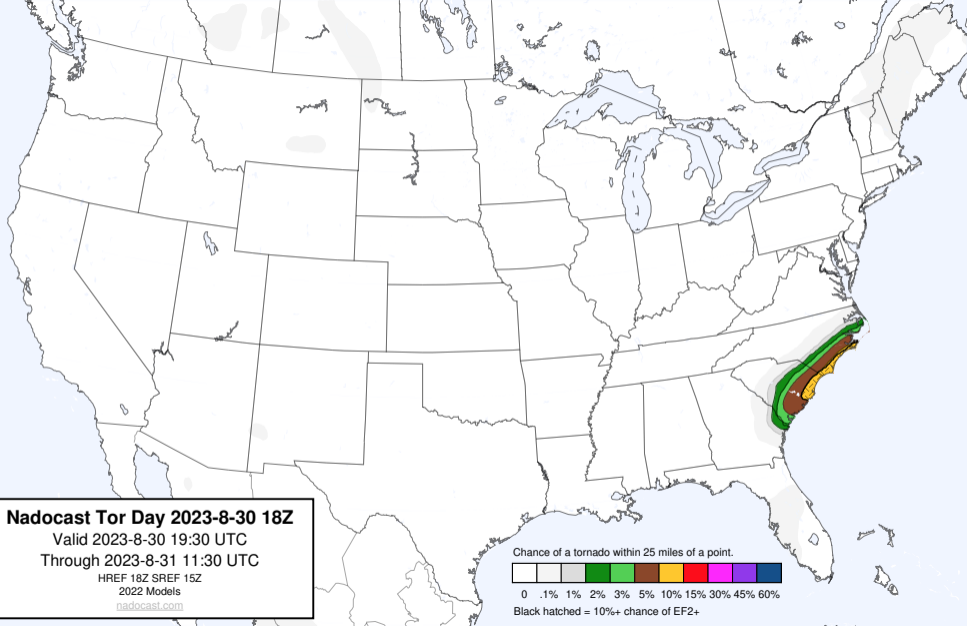 Nadocast Tor Day 2023-8-30 18Z
Valid 2023-8-30 19:30 UTC
Through 2023-8-31 11:30 UTC
HREF 18Z SREF 15Z
2022 Models
nadocast.com
Chance of a tornado within 25 miles of a point.
0 .1% 1% 2% 3% 5% 10% 15% 30% 45% 60%
Black hatched = 10%+ chance of EF2+